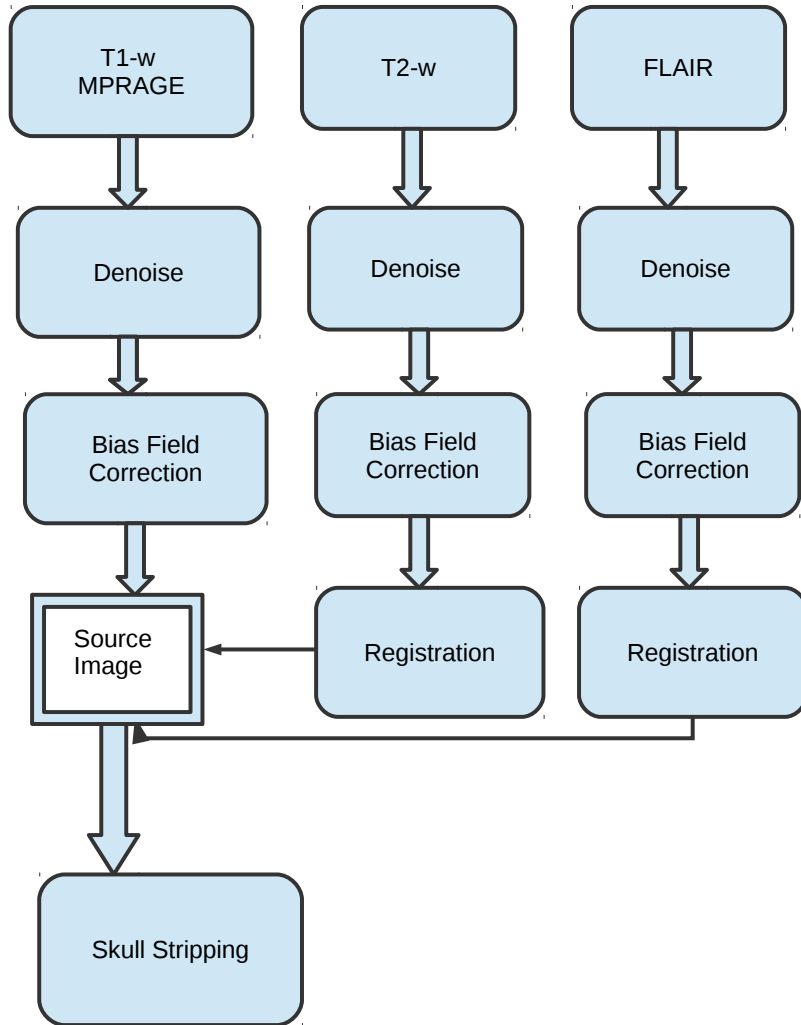 T1-w
MPRAGE
T2-w
FLAIR
Denoise
Denoise
Denoise
Bias Field
Correction
Bias Field
Correction
Bias Field
Correction
Source
Image
Registration
Registration
Skull Stripping